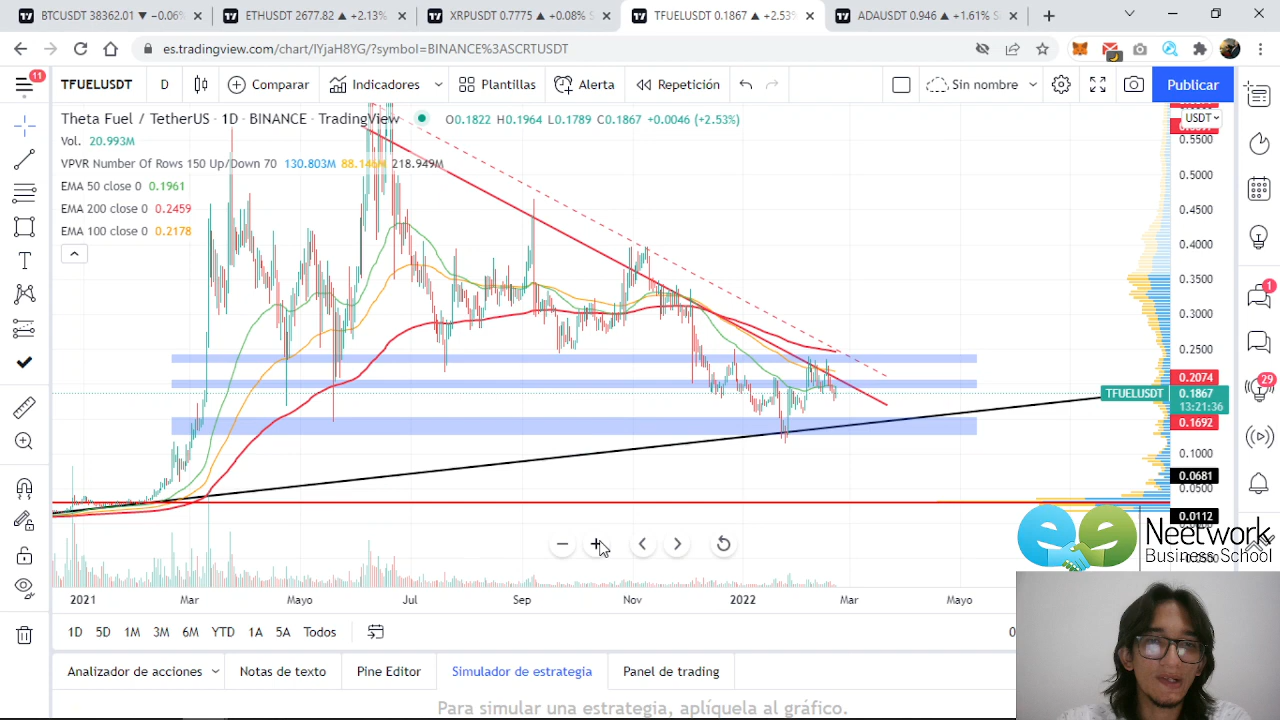 BTCUSDT 38362.01 ▼ −0.06%
ETHUSDT 2677.82 ▲ +2.13%
XRPUSDT 0.7775 ▲ +0.08% S
TFUELUSDT 0.1867 ▲ +2.53%
ADAUSDT 0.946 ▲ +1.61% S
es.tradingview.com/chart/IYjaH8YG/?symbol=BINANCE%3ASCRTUSDT
11
TFUELUSDT
D
Comparar
Indicadores
Plantillas
Alerta
Repetición
Sin nombre
Publicar
Theta Fuel / TetherUS · 1D · BINANCE · TradingView
O0.1822 H0.1964 L0.1789 C0.1867 +0.0046 (+2.53%)
USDT
Vol. 20.993M
VPVR Number Of Rows 150 Up/Down 70 130.803M 88.146M 218.949M
EMA 50 close 0 0.1961
EMA 200 close 0 0.2459
EMA 100 close 0 0.2178
0.5500
0.5000
0.4500
0.4000
0.3500
0.3000
0.2500
0.2074
TFUELUSDT 0.1867
13:21:36
0.1692
0.1000
0.0681
0.0500
0.0112
1
29
Neetwork
Business School
2021 Mar Mayo Jul Sep Nov 2022 Mar Mayo
1D 5D 1M 3M 6M YTD 1A 5A Todos
Analizador de acciones
Notas de texto
Pine Editor
Simulador de estrategia
Panel de trading
Para simular una estrategia, aplíquela al gráfico.